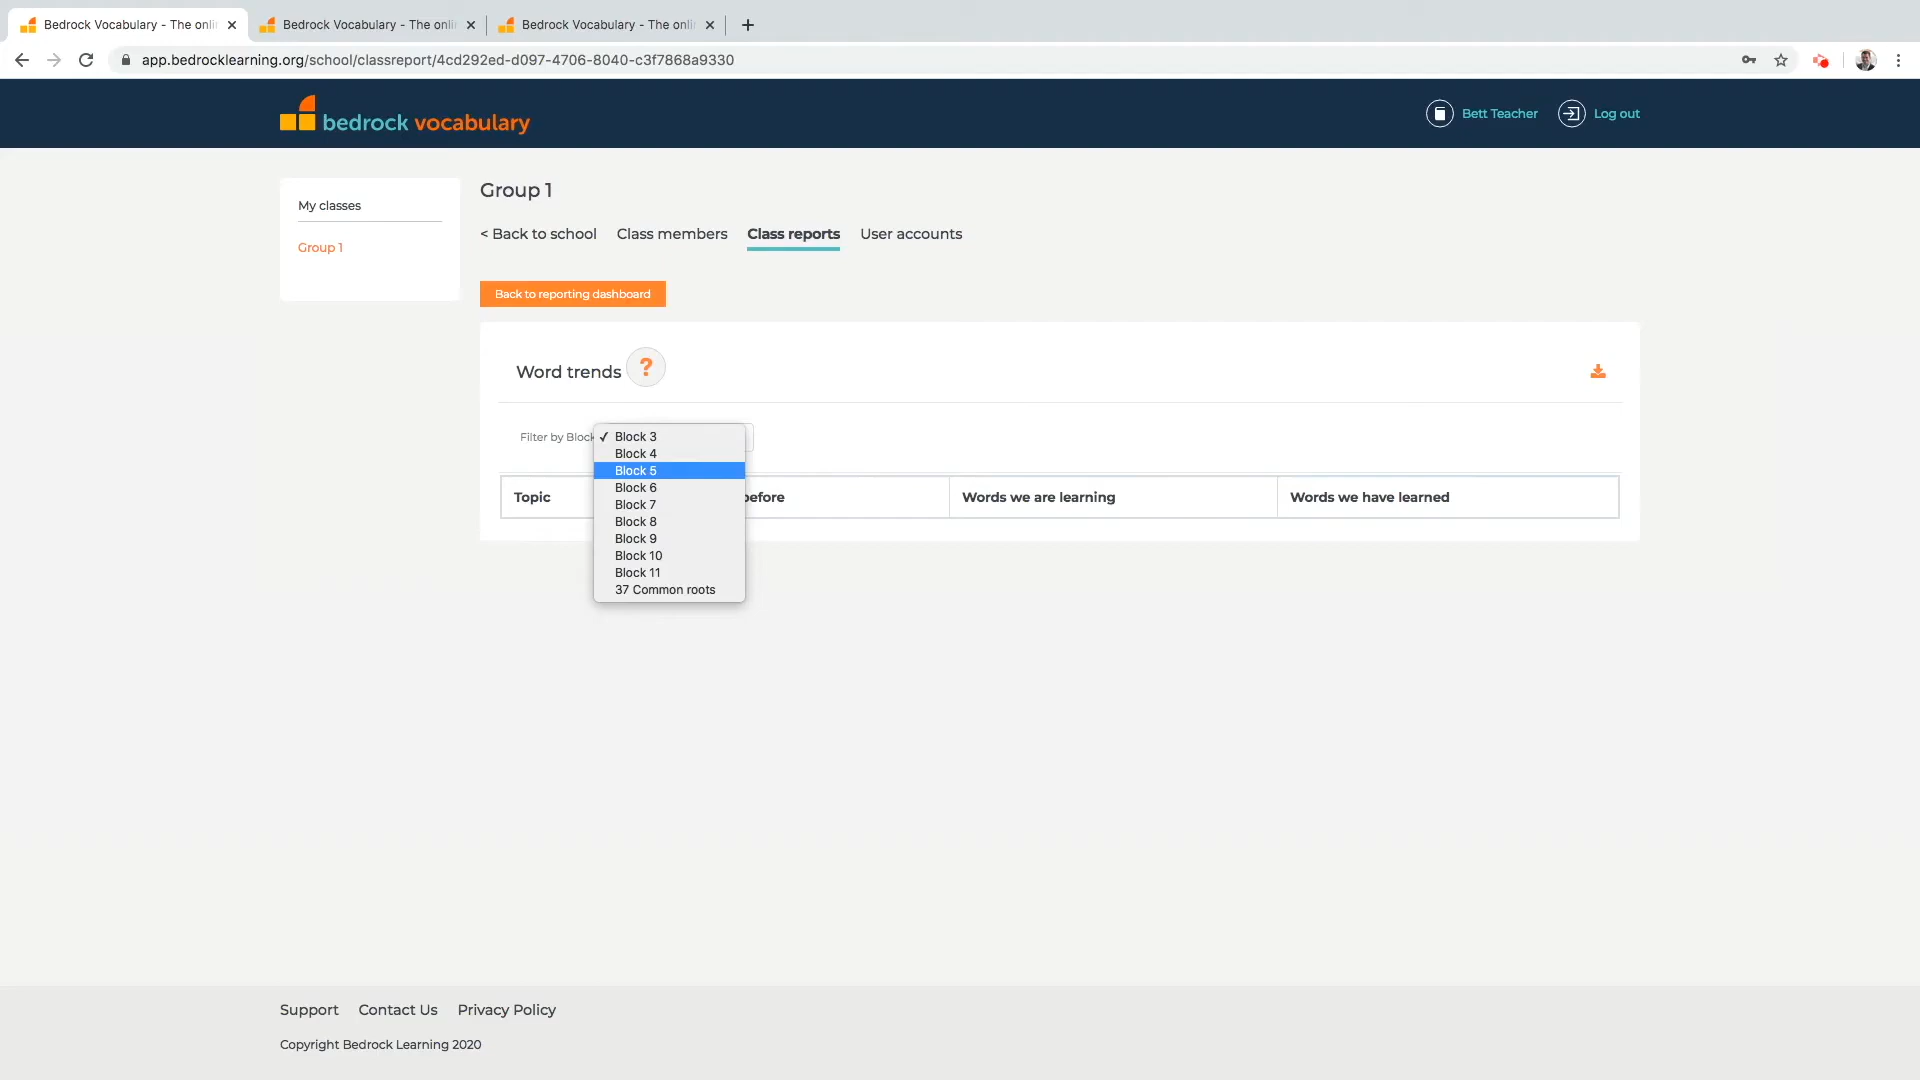 Bedrock Vocabulary - The onli
Bedrock Vocabulary - The onli
Bedrock Vocabulary - The onli
app.bedrocklearning.org/school/classreport/4cd292ed-d097-4706-8040-c3f7868a9330
bedrock vocabulary
Bett Teacher
Log out
My classes
Group 1
Group 1
< Back to school
Class members
Class reports
User accounts
Back to reporting dashboard
Word trends ?
Filter by Block
✓ Block 3
Block 4
Block 5
Block 6
Block 7
Block 8
Block 9
Block 10
Block 11
37 Common roots
Topic
before
Words we are learning
Words we have learned
Support
Contact Us
Privacy Policy
Copyright Bedrock Learning 2020